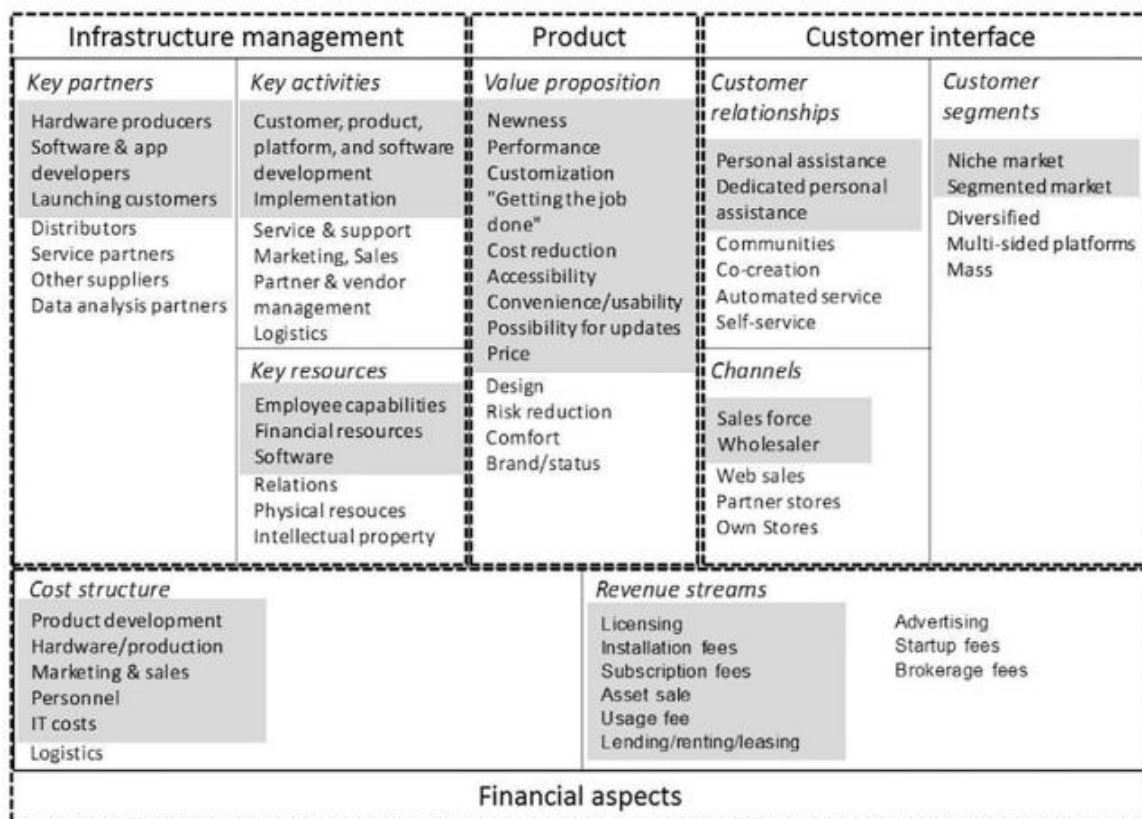 Infrastructure management
Product
Customer interface
Key partners
Hardware producers
Software & app
developers
Launching customers
Distributors
Service partners
Other suppliers
Data analysis partners
Key activities
Customer, product,
platform, and software
development
Implementation
Service & support
Marketing, Sales
Partner & vendor
management
Logistics
Key resources
Employee capabilities
Financial resources
Software
Relations
Physical resouces
Intellectual property
Value proposition
Newness
Performance
Customization
"Getting the job
done"
Cost reduction
Accessibility
Convenience/usability
Possibility for updates
Price
Design
Risk reduction
Comfort
Brand/status
Customer
relationships
Personal assistance
Dedicated personal
assistance
Communities
Co-creation
Automated service
Self-service
Channels
Sales force
Wholesaler
Web sales
Partner stores
Own Stores
Customer
segments
Niche market
Segmented market
Diversified
Multi-sided platforms
Mass
Cost structure
Product development
Hardware/production
Marketing & sales
Personnel
IT costs
Logistics
Revenue streams
Licensing
Installation fees
Subscription fees
Asset sale
Usage fee
Lending/renting/leasing
Advertising
Startup fees
Brokerage fees
Financial aspects